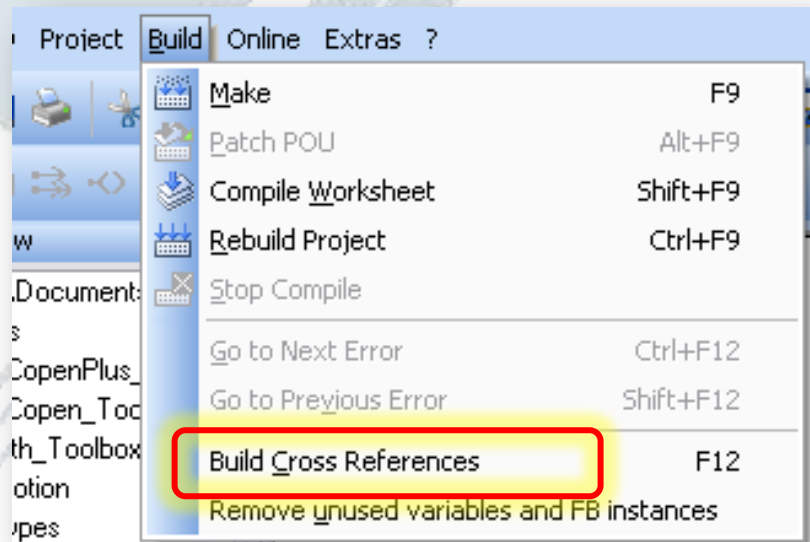 Project Build Online Extras ?
Make F9
Patch POU Alt+F9
Compile Worksheet Shift+F9
Rebuild Project Ctrl+F9
Stop Compile
Go to Next Error Ctrl+F12
Go to Previous Error Shift+F12
Build Cross References F12
Remove unused variables and FB instances
w
.Document
s
CopenPlus_
Copen_Too
th_Toolbox
otion
ypes